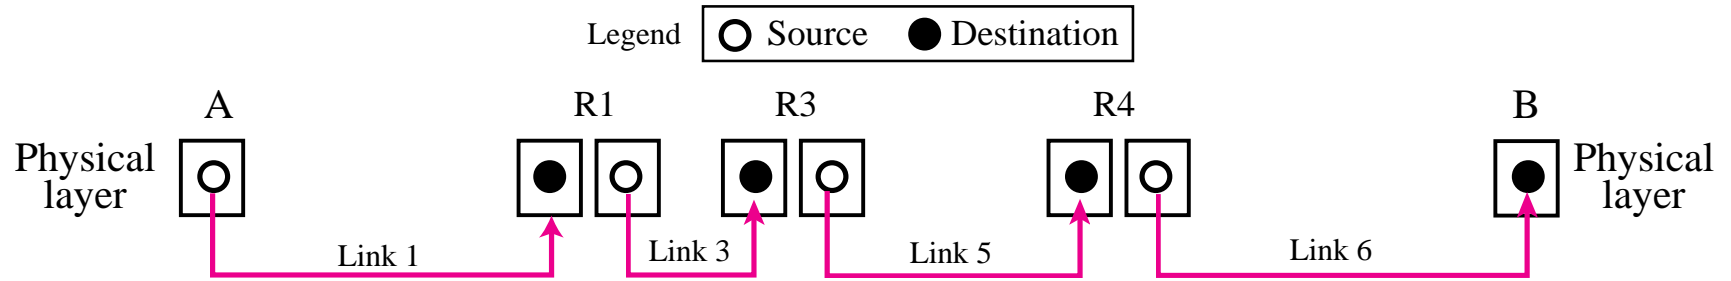 Legend Source Destination
A R1 R3 R4 B
Physical
layer
Physical
layer
Link 1 Link 3 Link 5 Link 6